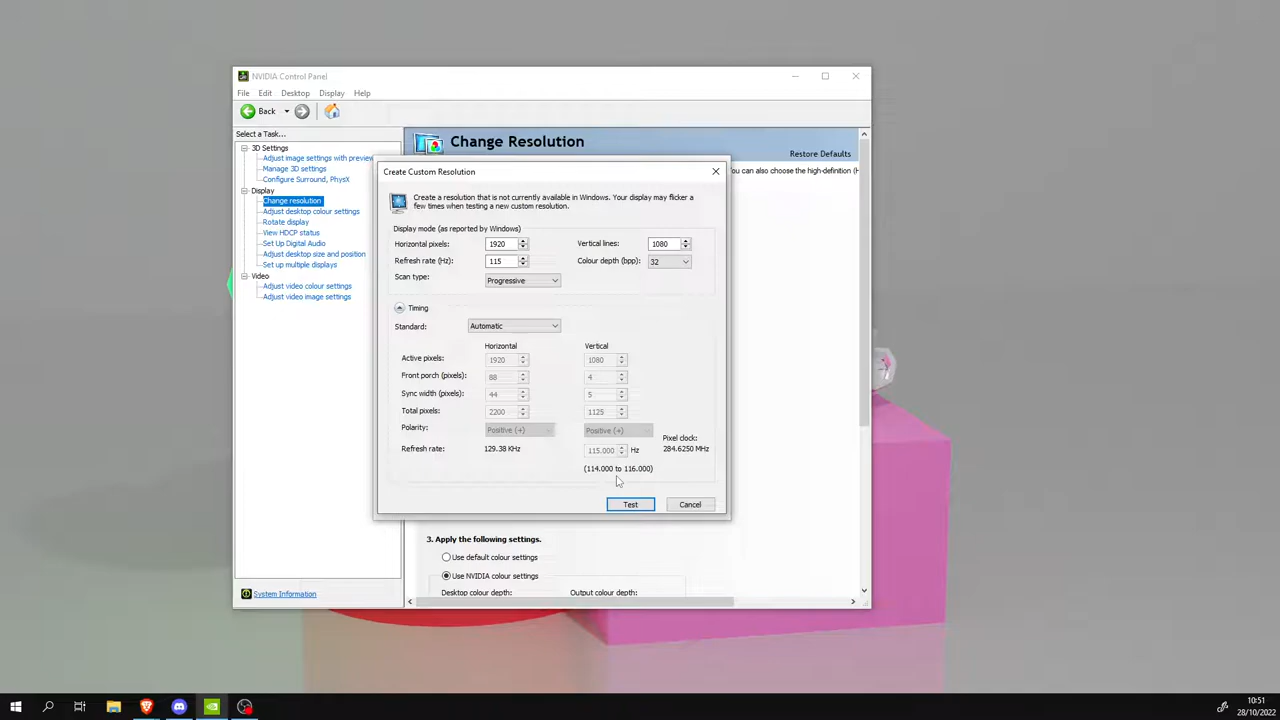 NVIDIA Control Panel
File Edit Desktop Display Help
Back
Select a Task...
3D Settings
Adjust image settings with preview
Manage 3D settings
Configure Surround, PhysX
Display
Change resolution
Adjust desktop colour settings
Rotate display
View HDCP status
Set Up Digital Audio
Adjust desktop size and position
Set up multiple displays
Video
Adjust video colour settings
Adjust video image settings
System Information
Change Resolution
Restore Defaults
ou can also choose the high-definition (H
Create Custom Resolution
Create a resolution that is not currently available in Windows. Your display may flicker a
few times when testing a new custom resolution.
Display mode (as reported by Windows)
Horizontal pixels: 1920 Vertical lines: 1080
Refresh rate (Hz): 115 Colour depth (bpp): 32
Scan type: Progressive
Timing
Standard: Automatic
Horizontal Vertical
Active pixels: 1920 1080
Front porch (pixels): 88 4
Sync width (pixels): 44 5
Total pixels: 2200 1125
Polarity: Positive (+) Positive (+)
Pixel clock:
Refresh rate: 129.38 KHz 115.000 Hz 284.6250 MHz
(114.000 to 116.000)
Test Cancel
3. Apply the following settings.
Use default colour settings
Use NVIDIA colour settings
Desktop colour depth: Output colour depth:
10:51
28/10/2022